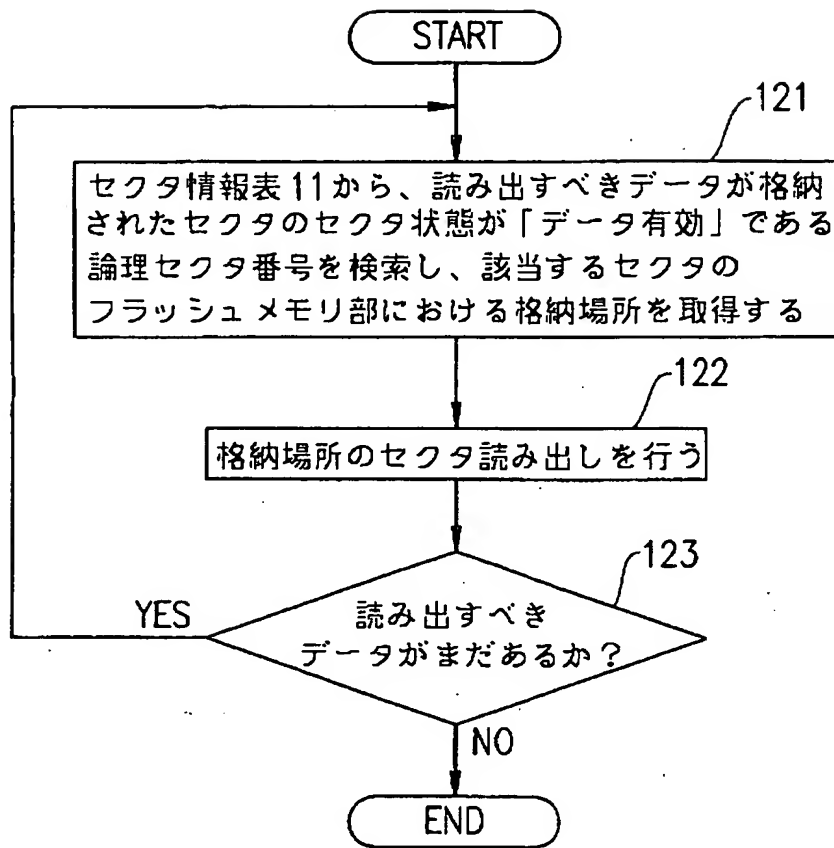 START
121
セクタ情報表11から、読み出すべきデータが格納
されたセクタのセクタ状態が「データ有効」である
論理セクタ番号を検索し、該当するセクタの
フラッシュメモリ部における格納場所を取得する
122
格納場所のセクタ読み出しを行う
123
YES
読み出すべき
データがまだあるか？
NO
END